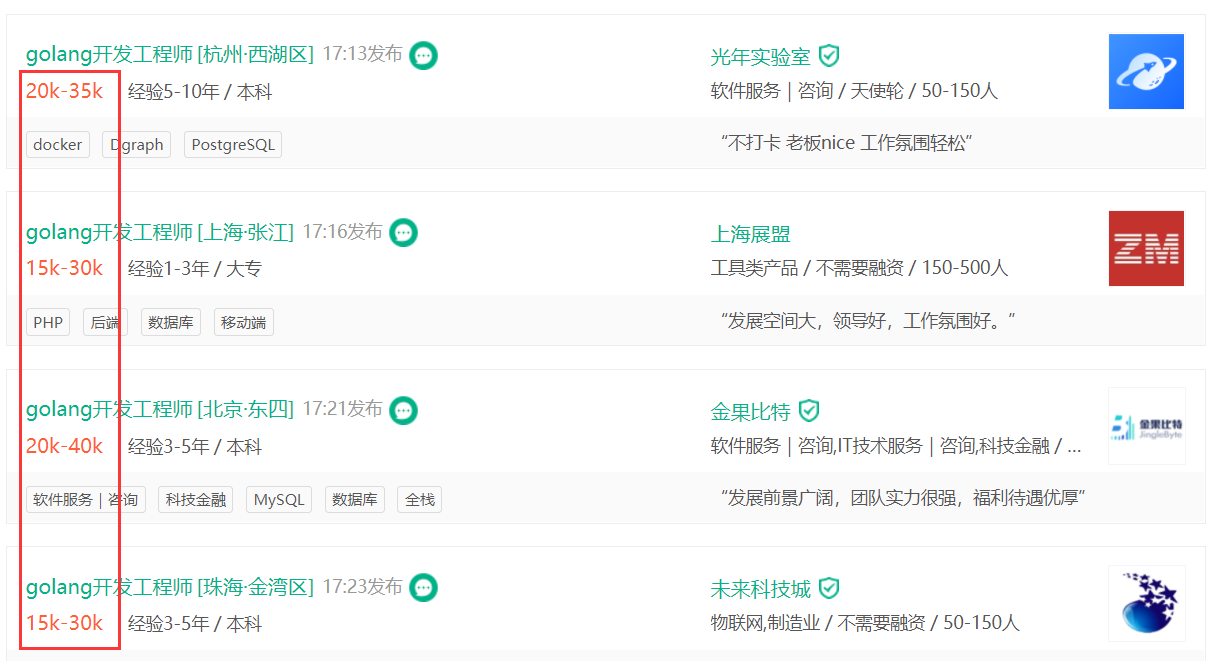 golang开发工程师 [杭州·西湖区] 17:13发布
20k-35k 经验5-10年 / 本科
光年实验室
软件服务｜咨询 / 天使轮 / 50-150人
docker Dgraph PostgreSQL
“不打卡 老板nice 工作氛围轻松”
golang开发工程师 [上海·张江] 17:16发布
15k-30k 经验1-3年 / 大专
上海展盟
工具类产品 / 不需要融资 / 150-500人
ZM
PHP 后端 数据库 移动端
“发展空间大，领导好，工作氛围好。”
golang开发工程师 [北京·东四] 17:21发布
20k-40k 经验3-5年 / 本科
金果比特
软件服务｜咨询,IT技术服务｜咨询,科技金融 / ...
金果比特
JingleByte
软件服务｜咨询 科技金融 MySQL 数据库 全栈
“发展前景广阔，团队实力很强，福利待遇优厚”
golang开发工程师 [珠海·金湾区] 17:23发布
15k-30k 经验3-5年 / 本科
未来科技城
物联网,制造业 / 不需要融资 / 50-150人